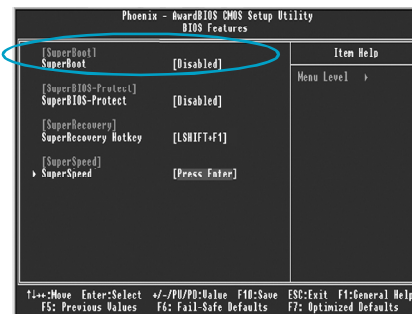 Phoenix - AwardBIOS CMOS Setup Utility
BIOS Features
[SuperBoot]
SuperBoot [Disabled]
Item Help
Menu Level ▸
[SuperBIOS-Protect]
SuperBIOS-Protect [Disabled]
[SuperRecovery]
SuperRecovery Hotkey [LSHIFT+F1]
[SuperSpeed]
▸ SuperSpeed [Press Enter]
↑↓→←:Move Enter:Select +/-/PU/PD:Value F10:Save ESC:Exit F1:General Help
F5: Previous Values F6: Fail-Safe Defaults F7: Optimized Defaults